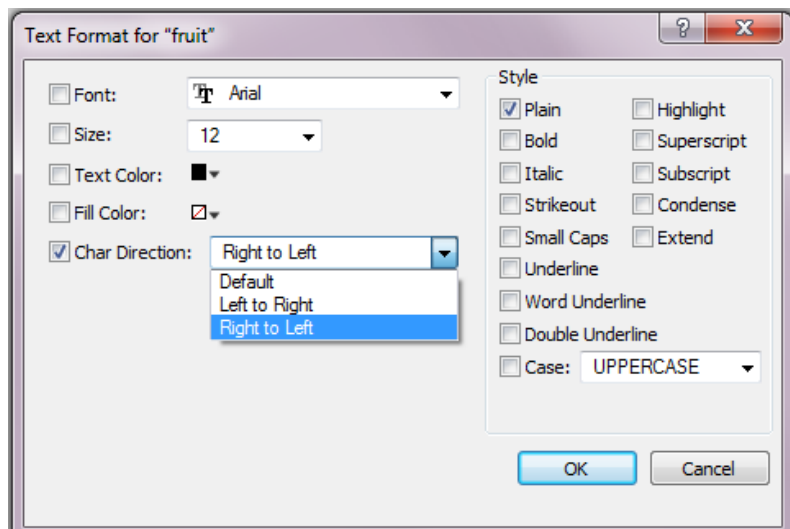 Text Format for “fruit”
Font:
Arial
Size:
12
Text Color:
Fill Color:
Char Direction:
Right to Left
Default
Left to Right
Right to Left
Style
Plain
Highlight
Bold
Superscript
Italic
Subscript
Strikeout
Condense
Small Caps
Extend
Underline
Word Underline
Double Underline
Case:
UPPERCASE
OK
Cancel